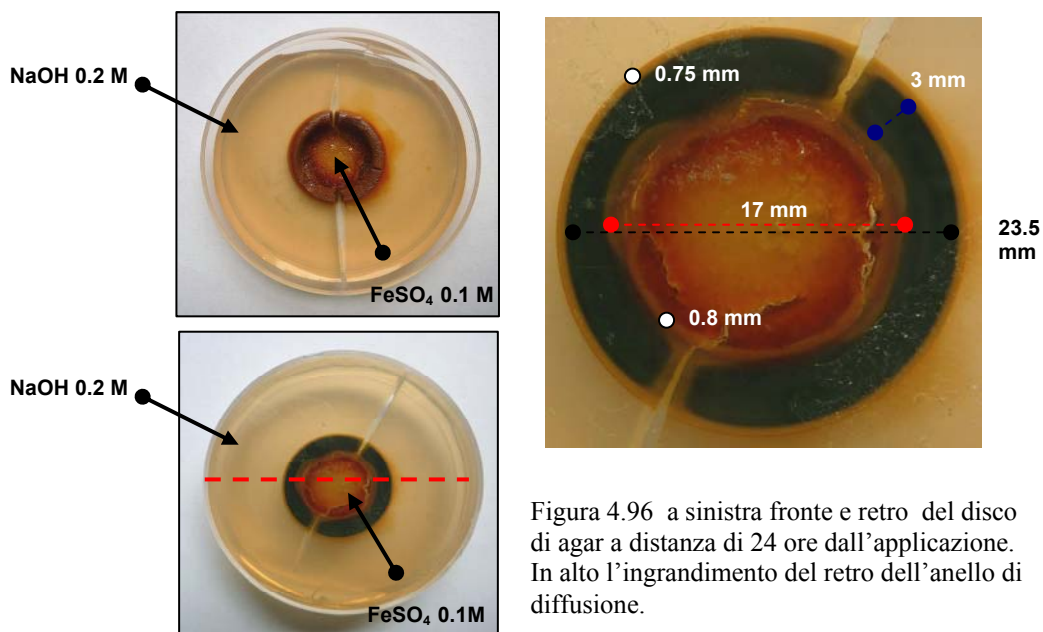 NaOH 0.2 M
FeSO₄ 0.1 M
NaOH 0.2 M
FeSO₄ 0.1M
0.75 mm
3 mm
17 mm
23.5
mm
0.8 mm
Figura 4.96 a sinistra fronte e retro del disco
di agar a distanza di 24 ore dall'applicazione.
In alto l'ingrandimento del retro dell'anello di
diffusione.